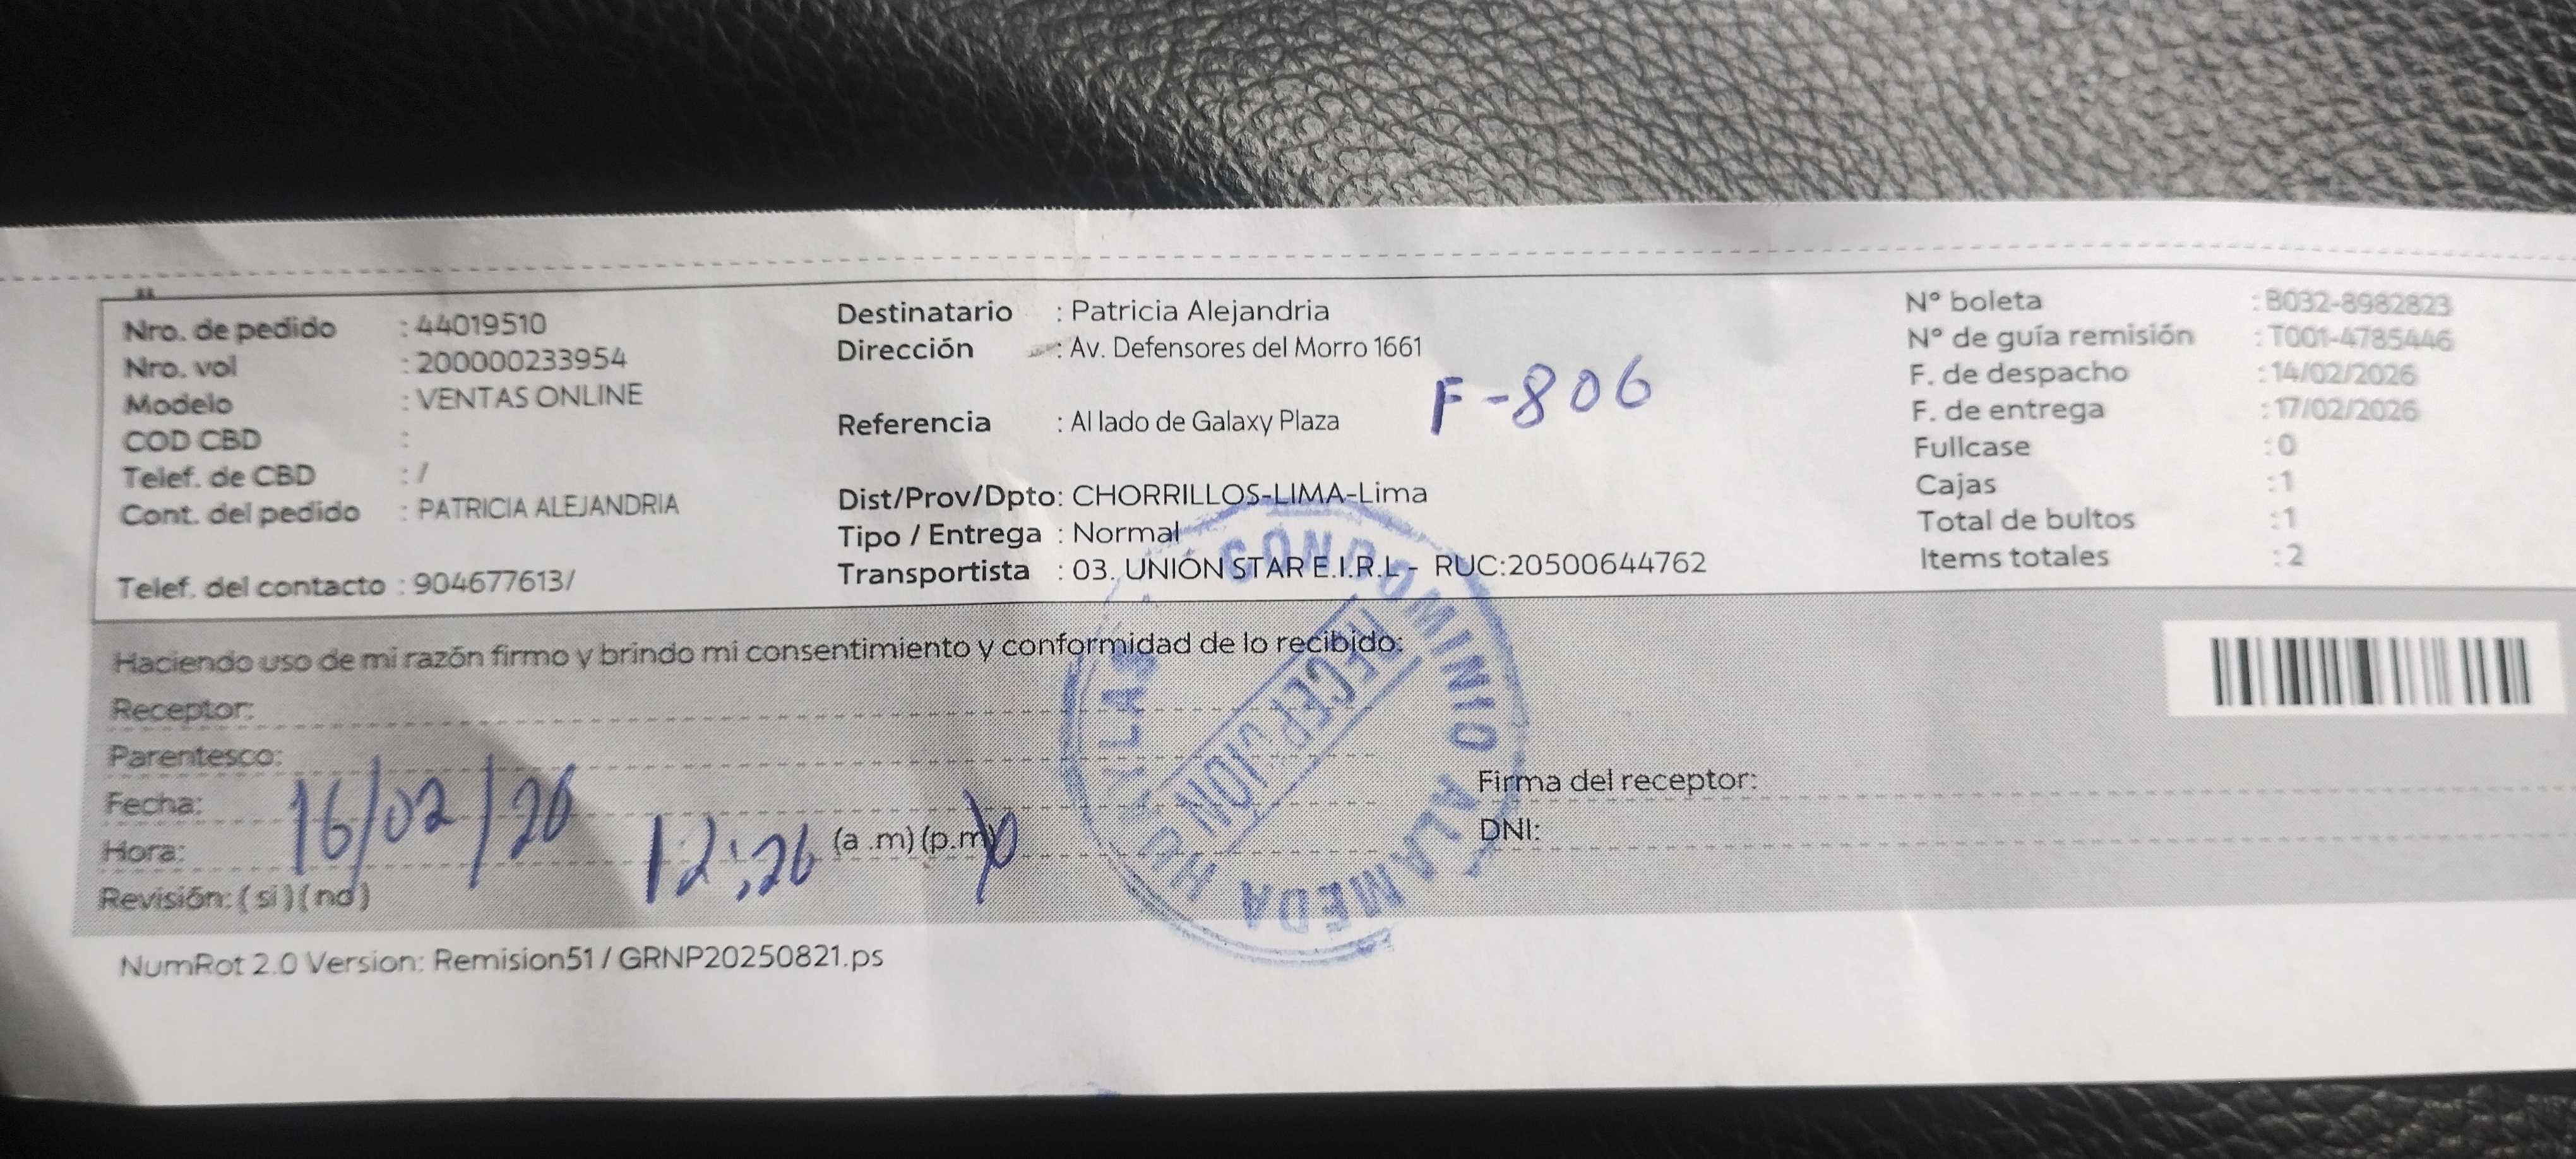 Nro. de pedido : 44019510
Nro. vol : 200000233954
Modelo : VENTAS ONLINE
COD CBD :
Telef. de CBD : /
Cont. del pedido : PATRICIA ALEJANDRIA
Telef. del contacto : 904677613/
Destinatario : Patricia Alejandria
Dirección : Av. Defensores del Morro 1661
F-806
Referencia : Al lado de Galaxy Plaza
Dist/Prov/Dpto: CHORRILLOS-LIMA-Lima
Tipo / Entrega : Normal
Transportista : 03. UNIÓN STAR E.I.R.L - RUC:20500644762
N° boleta : B032-8982823
N° de guía remisión : T001-4785446
F. de despacho : 14/02/2026
F. de entrega : 17/02/2026
Fullcase : 0
Cajas : 1
Total de bultos : 1
Items totales : 2
Haciendo uso de mi razón firmo y brindo mi consentimiento y conformidad de lo recibido:
Receptor:
Parentesco:
Fecha: 16/02/26
Hora: 12:26 (a .m) (p.m)
Revisión: ( si ) ( no )
Firma del receptor:
DNI:
CONDOMINIO ALAMEDA
RECEPCIÓN
NumRot 2.0 Version: Remision51 / GRNP20250821.ps